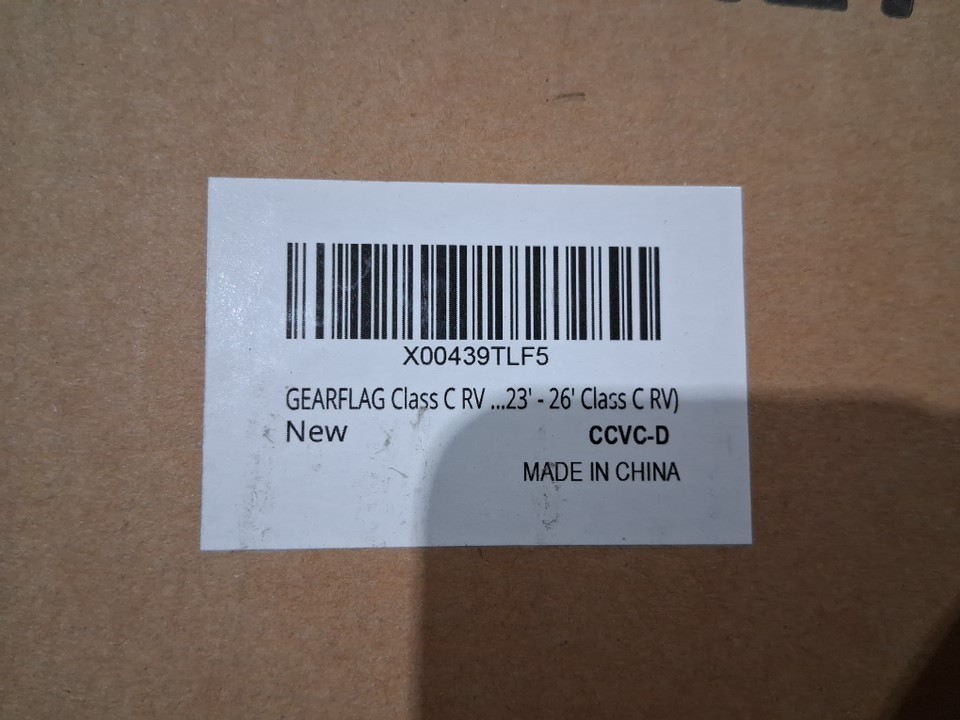 X00439TLF5
GEARFLAG Class C RV ...23' - 26' Class C RV)
New CCVC-D
MADE IN CHINA